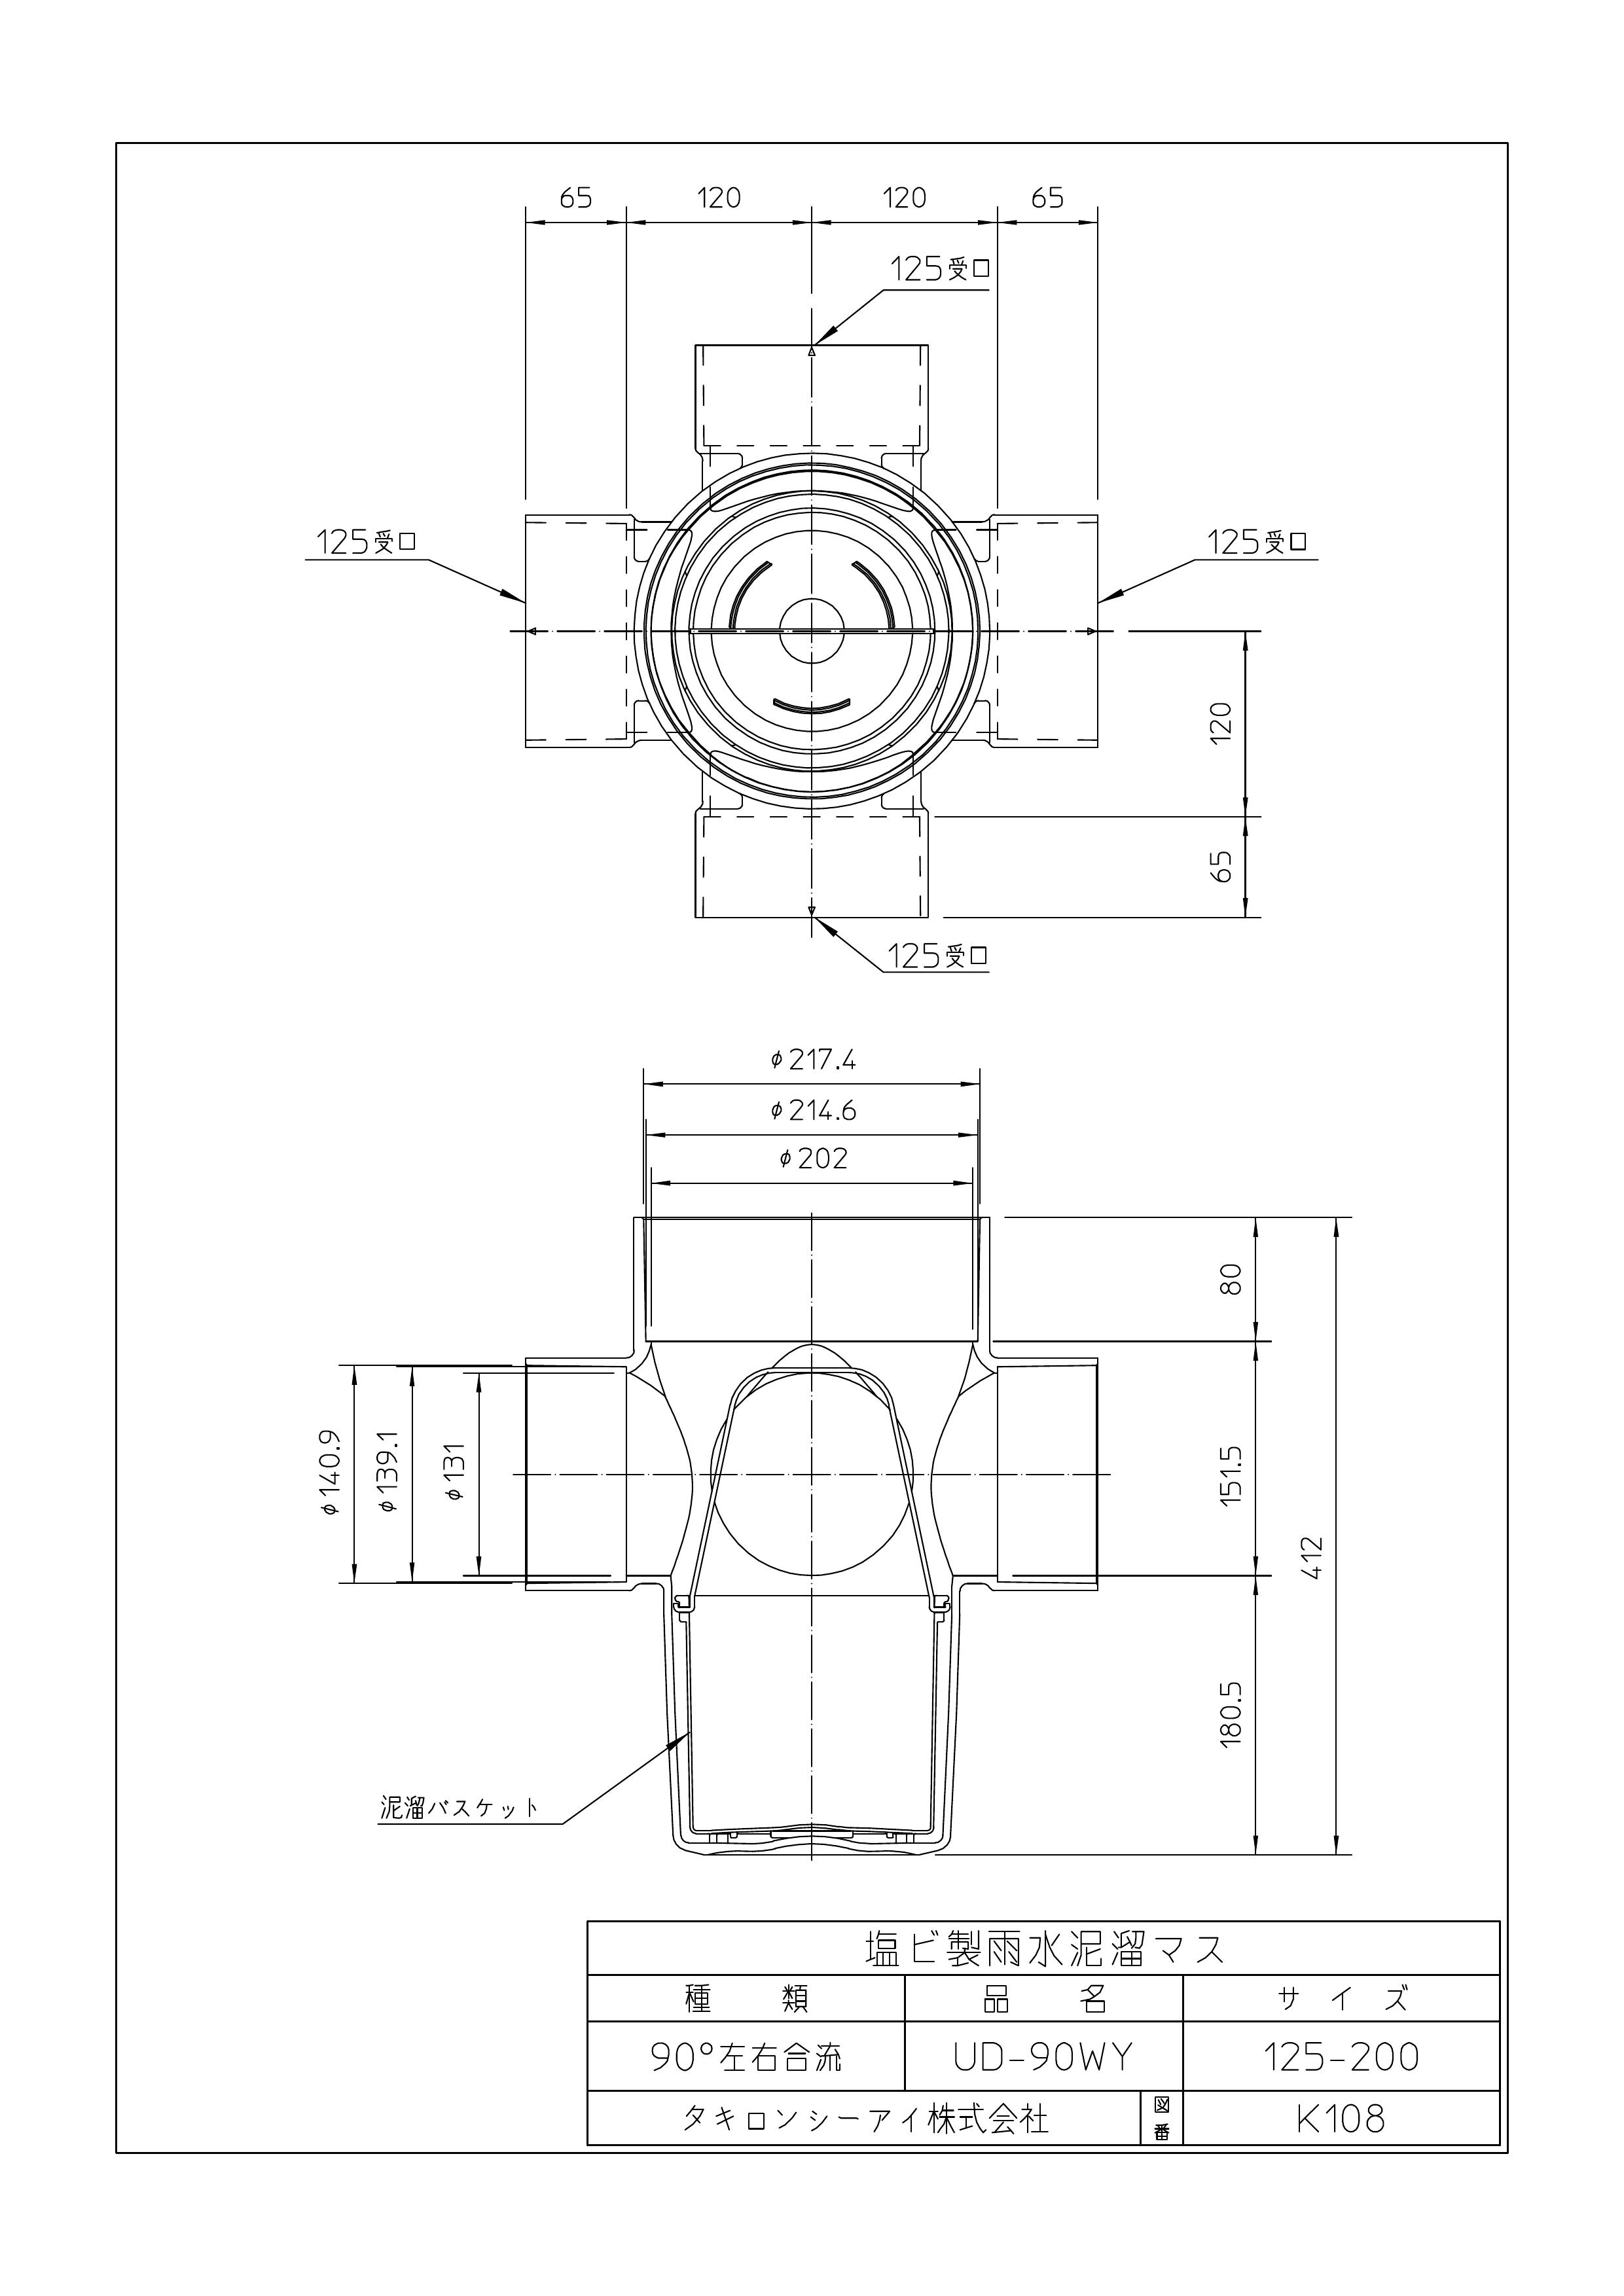 65 120 120 65
125受口
125受口 125受口
120
65
125受口
φ217.4
φ214.6
φ202
80
φ140.9 φ139.1 φ131 151.5
412
180.5
泥溜バスケット
塩ビ製雨水泥溜マス
種 類 品 名 サ イ ズ
90°左右合流 UD-90WY 125-200
タキロンシーアイ株式会社 図番 K108